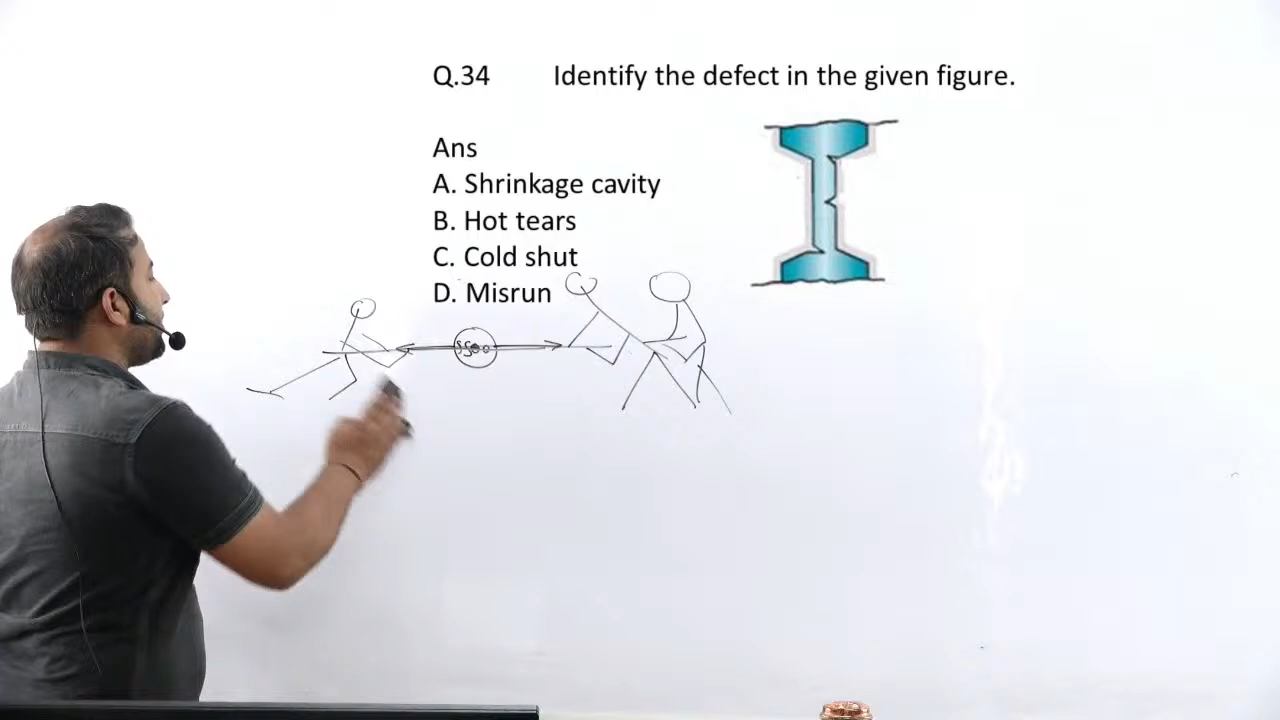 Q.34 Identify the defect in the given figure.
Ans
A. Shrinkage cavity
B. Hot tears
C. Cold shut
D. Misrun